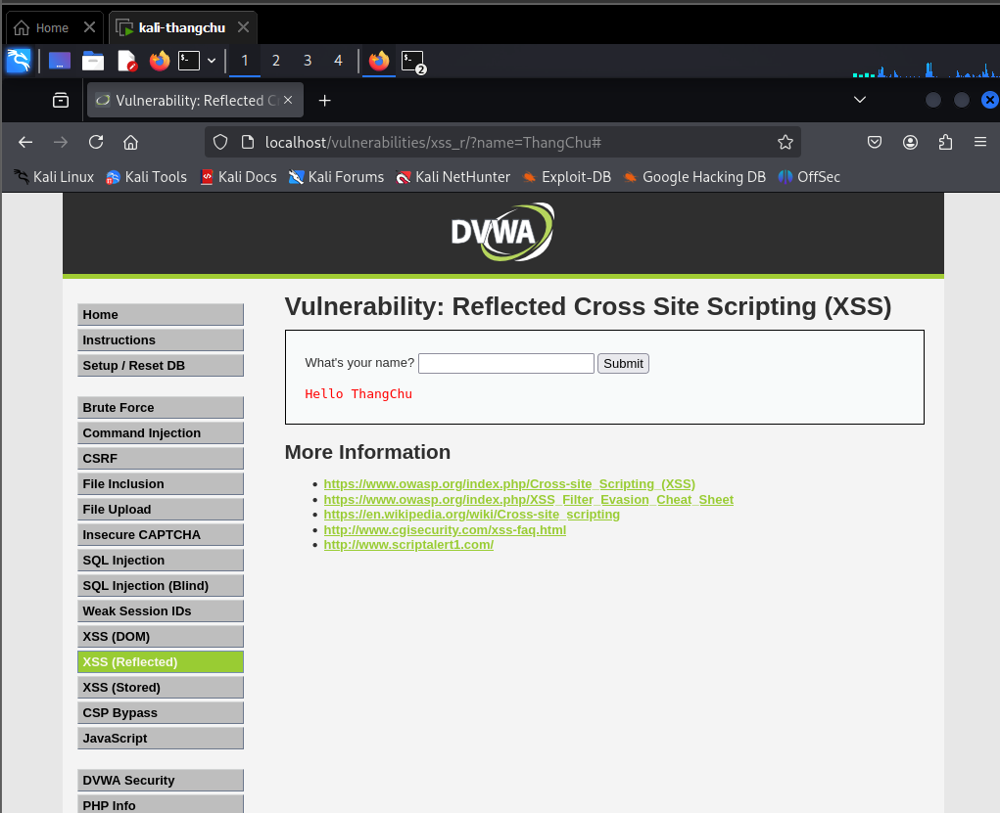 Home
kali-thangchu
1 2 3 4
2
Vulnerability: Reflected C
localhost/vulnerabilities/xss_r/?name=ThangChu#
Kali Linux Kali Tools Kali Docs Kali Forums Kali NetHunter Exploit-DB Google Hacking DB OffSec
DVWA
Home
Instructions
Setup / Reset DB
Brute Force
Command Injection
CSRF
File Inclusion
File Upload
Insecure CAPTCHA
SQL Injection
SQL Injection (Blind)
Weak Session IDs
XSS (DOM)
XSS (Reflected)
XSS (Stored)
CSP Bypass
JavaScript
DVWA Security
PHP Info
Vulnerability: Reflected Cross Site Scripting (XSS)
What's your name? Submit
Hello ThangChu
More Information
https://www.owasp.org/index.php/Cross-site_Scripting_(XSS)
https://www.owasp.org/index.php/XSS_Filter_Evasion_Cheat_Sheet
https://en.wikipedia.org/wiki/Cross-site_scripting
http://www.cgisecurity.com/xss-faq.html
http://www.scriptalert1.com/